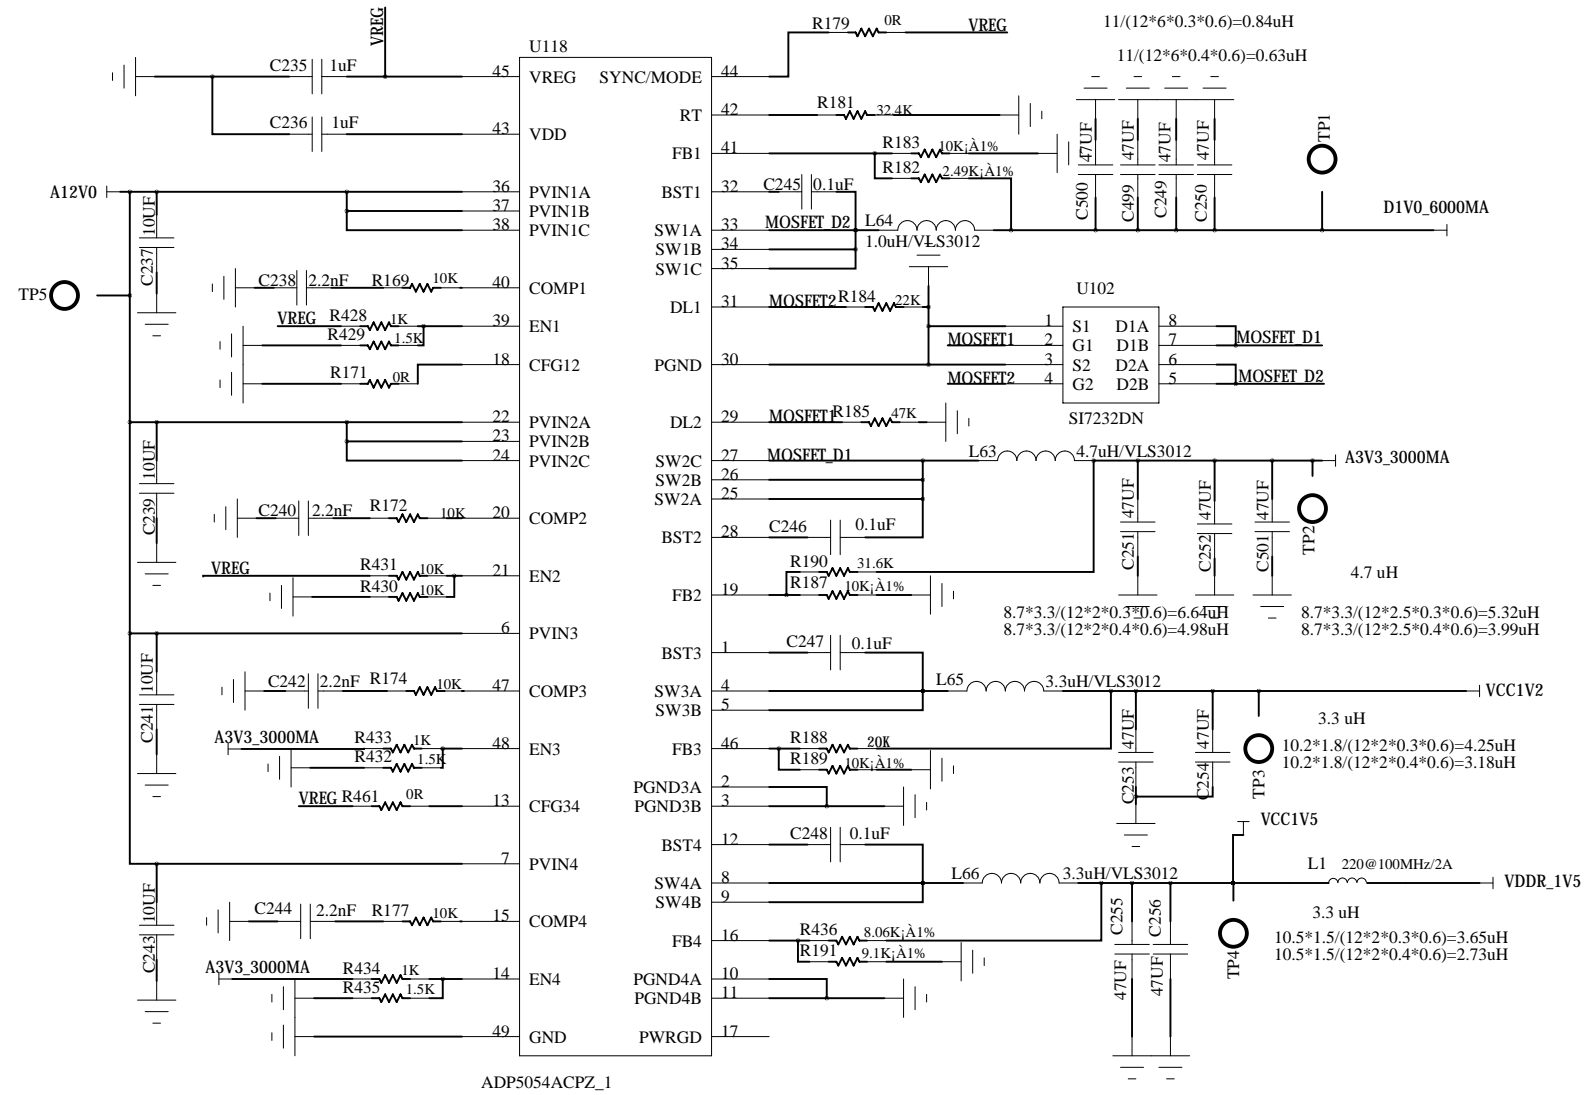 VREG
R179
0R
VREG
11/(12*6*0.3*0.6)=0.84uH
U118
11/(12*6*0.4*0.6)=0.63uH
C235
1uF
45
VREG
SYNC/MODE
44
R181
32.4K
RT
42
C236
1uF
43
VDD
R183
10K¡À1%
FB1
41
R182
2.49K¡À1%
47UF
47UF
47UF
47UF
C500
C499
C249
C250
TP1
A12V0
36
PVIN1A
BST1
32
C245
0.1uF
37
PVIN1B
38
PVIN1C
SW1A
33
MOSFET_D2
L64
1.0uH/VLS3012
D1V0_6000MA
SW1B
34
SW1C
35
10UF
C237
TP5
C238
2.2nF
R169
10K
40
COMP1
DL1
31
MOSFET2
R184
22K
U102
VREG
R428
1K
39
EN1
R429
1.5K
1
S1
D1A
8
MOSFET1
2
G1
D1B
7
MOSFET_D1
R171
0R
18
CFG12
PGND
30
3
S2
D2A
6
MOSFET2
4
G2
D2B
5
MOSFET_D2
SI7232DN
22
PVIN2A
DL2
29
MOSFET1
R185
47K
23
PVIN2B
24
PVIN2C
SW2C
27
MOSFET_D1
L63
4.7uH/VLS3012
A3V3_3000MA
SW2B
26
SW2A
25
10UF
C239
47UF
47UF
47UF
C251
C252
C501
TP2
C240
2.2nF
R172
10K
20
COMP2
BST2
28
C246
0.1uF
VREG
R431
10K
21
EN2
R430
10K
R190
31.6K
R187
10K¡À1%
FB2
19
4.7 uH
8.7*3.3/(12*2*0.3*0.6)=6.64uH
8.7*3.3/(12*2.5*0.3*0.6)=5.32uH
8.7*3.3/(12*2*0.4*0.6)=4.98uH
8.7*3.3/(12*2.5*0.4*0.6)=3.99uH
6
PVIN3
BST3
1
C247
0.1uF
10UF
C241
C242
2.2nF
R174
10K
47
COMP3
SW3A
4
L65
3.3uH/VLS3012
VCC1V2
SW3B
5
3.3 uH
A3V3_3000MA
R433
1K
48
EN3
R432
1.5K
FB3
46
R188
20K
R189
10K¡À1%
47UF
47UF
C253
C254
TP3
10.2*1.8/(12*2*0.3*0.6)=4.25uH
10.2*1.8/(12*2*0.4*0.6)=3.18uH
PGND3A
2
VREG
R461
0R
13
CFG34
PGND3B
3
BST4
12
C248
0.1uF
VCC1V5
7
PVIN4
SW4A
8
L66
3.3uH/VLS3012
L1
220@100MHz/2A
VDDR_1V5
SW4B
9
10UF
C243
C244
2.2nF
R177
10K
15
COMP4
FB4
16
R436
8.06K¡À1%
R191
9.1K¡À1%
C255
C256
47UF
47UF
TP4
3.3 uH
10.5*1.5/(12*2*0.3*0.6)=3.65uH
10.5*1.5/(12*2*0.4*0.6)=2.73uH
A3V3_3000MA
R434
1K
14
EN4
R435
1.5K
PGND4A
10
PGND4B
11
49
GND
PWRGD
17
ADP5054ACPZ_1